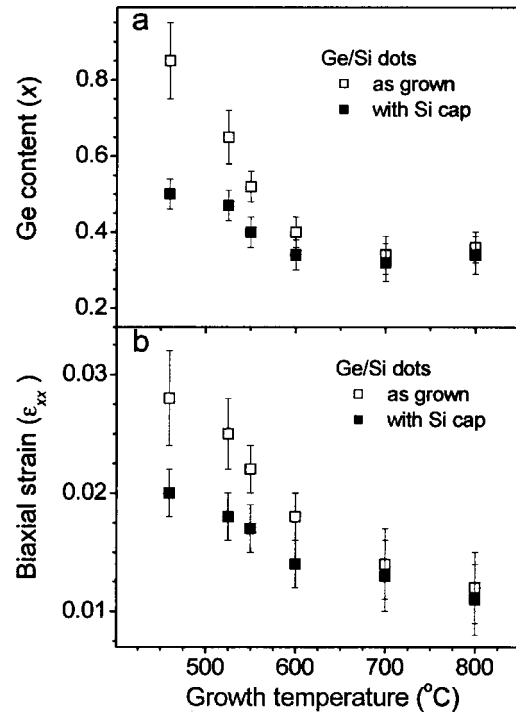 a
Ge/Si dots
as grown
with Si cap
0.8
0.6
0.4
0.2
Ge content (x)
b
Ge/Si dots
as grown
with Si cap
0.03
0.02
0.01
Biaxial strain (εxx)
500 600 700 800
Growth temperature (°C)